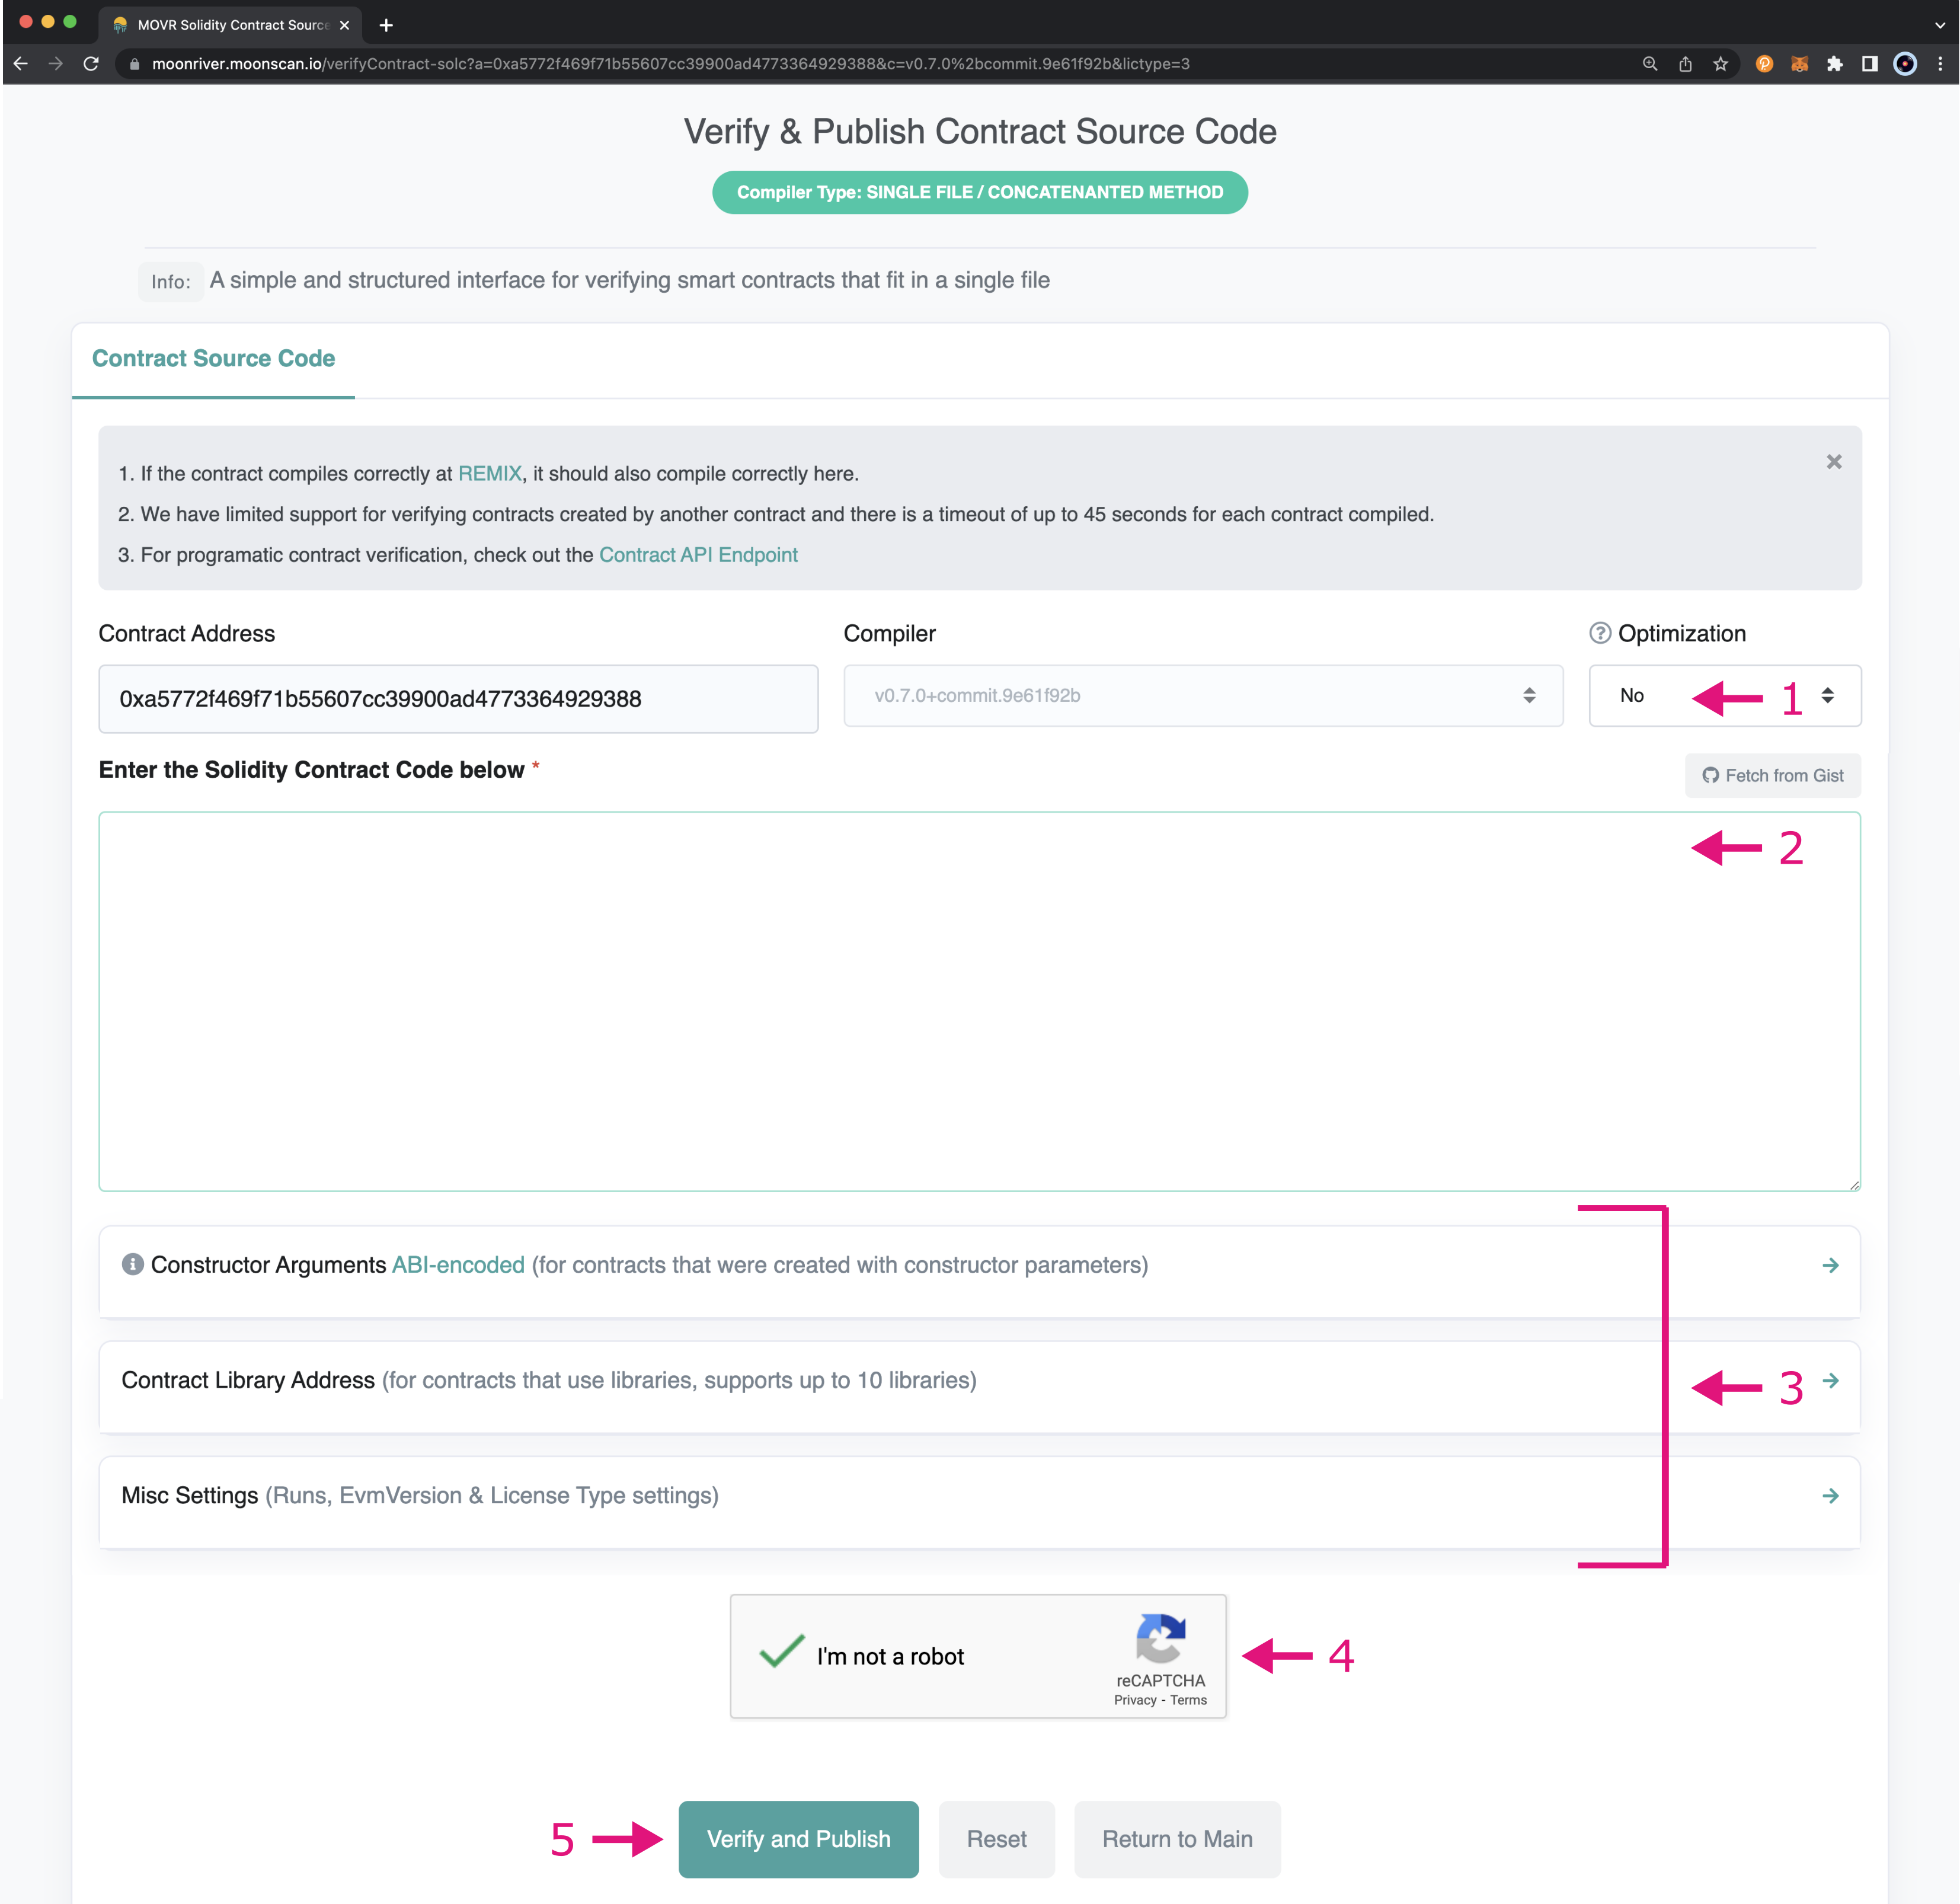 MOVR Solidity Contract Source
moonriver.moonscan.io/verifyContract-solc?a=0xa5772f469f71b55607cc39900ad4773364929388&c=v0.7.0%2bcommit.9e61f92b&lictype=3
Verify & Publish Contract Source Code
Compiler Type: SINGLE FILE / CONCATENANTED METHOD
Info: A simple and structured interface for verifying smart contracts that fit in a single file
Contract Source Code
1. If the contract compiles correctly at REMIX, it should also compile correctly here.
2. We have limited support for verifying contracts created by another contract and there is a timeout of up to 45 seconds for each contract compiled.
3. For programatic contract verification, check out the Contract API Endpoint
Contract Address Compiler Optimization
0xa5772f469f71b55607cc39900ad4773364929388 v0.7.0+commit.9e61f92b No 1
Enter the Solidity Contract Code below * Fetch from Gist
2
Constructor Arguments ABI-encoded (for contracts that were created with constructor parameters)
Contract Library Address (for contracts that use libraries, supports up to 10 libraries) 3
Misc Settings (Runs, EvmVersion & License Type settings)
I'm not a robot 4
reCAPTCHA
Privacy - Terms
5 Verify and Publish Reset Return to Main